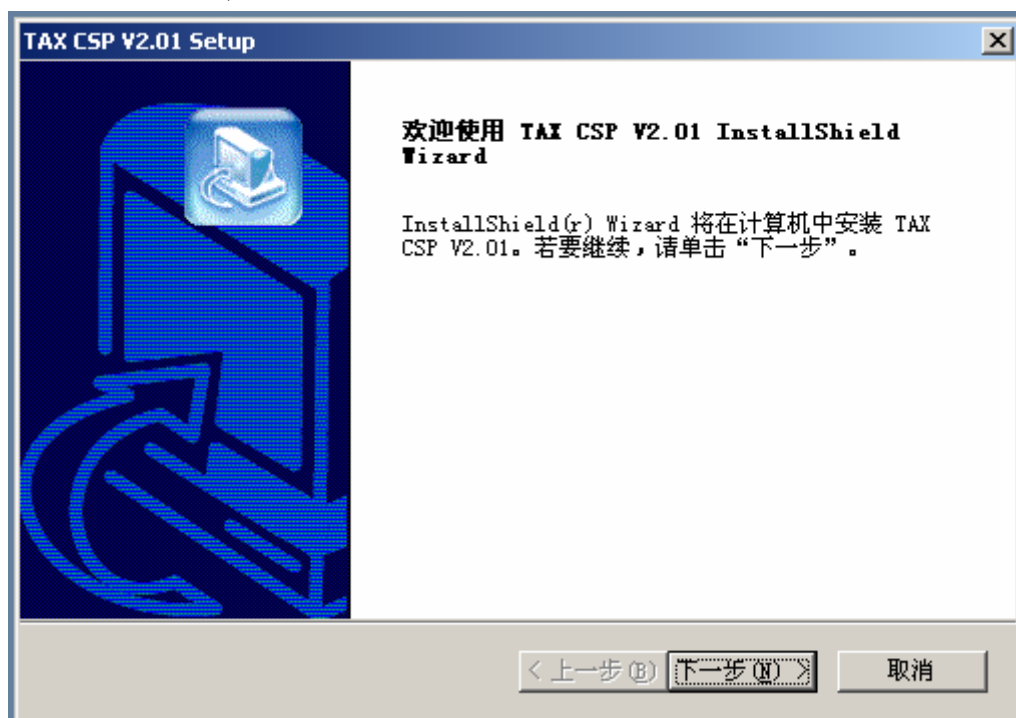 TAX CSP V2.01 Setup
欢迎使用 TAX CSP V2.01 InstallShield
Wizard
InstallShield(r) Wizard 将在计算机中安装 TAX
CSP V2.01。若要继续，请单击“下一步”。
< 上一步(B) 下一步(N) > 取消